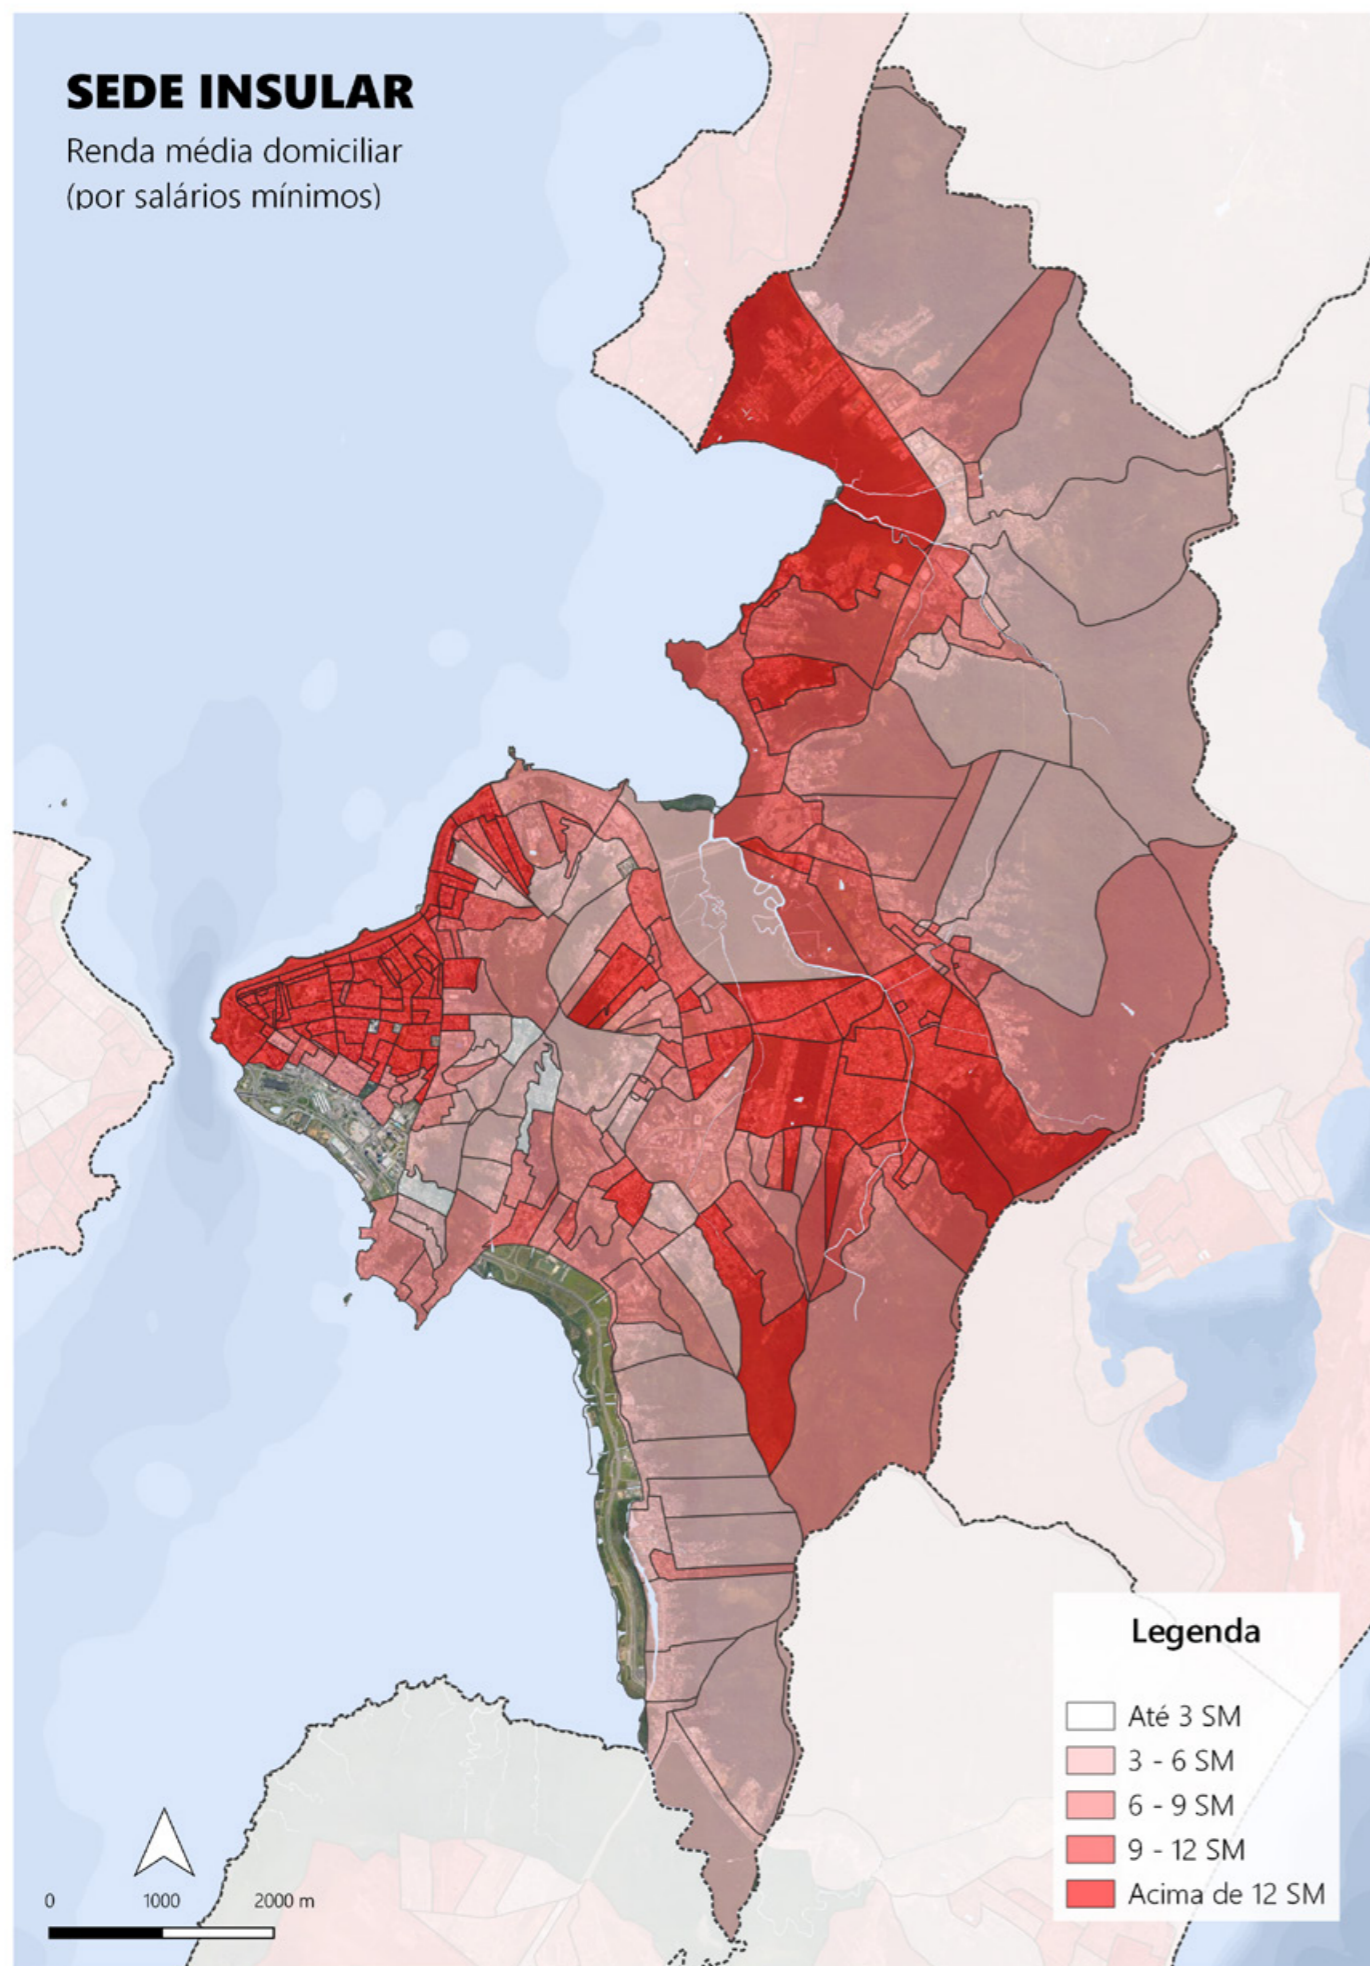 SEDE INSULAR
Renda média domiciliar
(por salários mínimos)
Legenda
Até 3 SM
3 - 6 SM
6 - 9 SM
9 - 12 SM
Acima de 12 SM
0 1000 2000 m